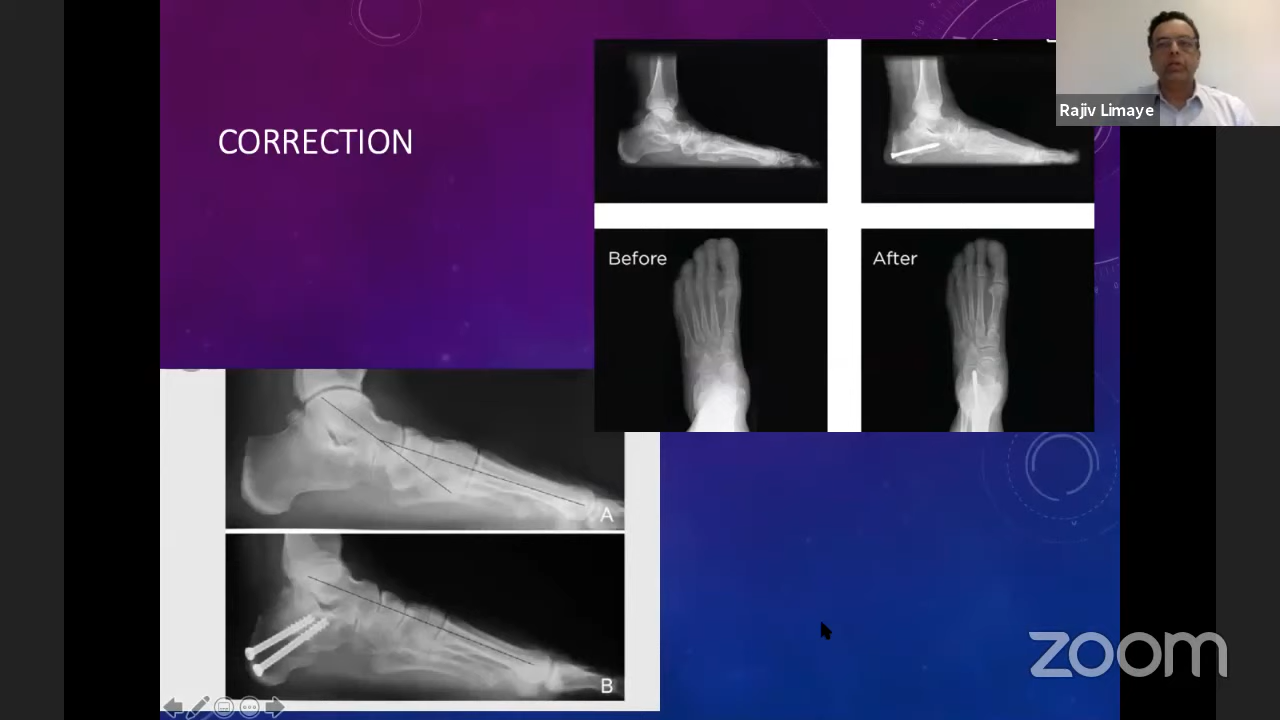 CORRECTION
Rajiv Limaye
Before
After
A
B
zoom